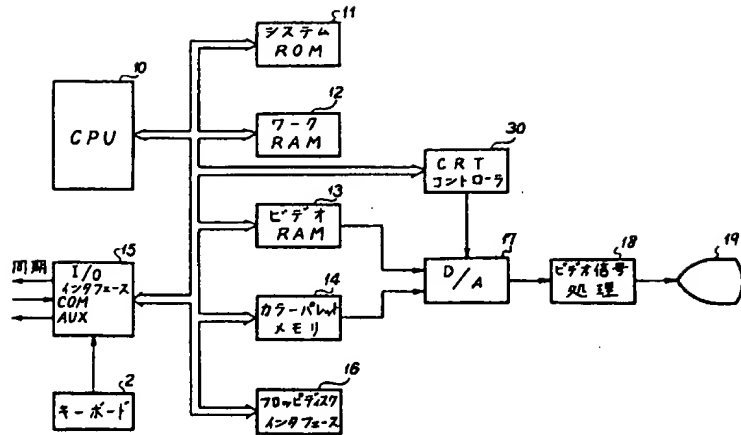 11
システム
ROM
10
CPU
12
ワーク
RAM
30
CRT
コントローラ
13
ビデオ
RAM
同期
15
I/O
インタフェース
COM
AUX
14
カラーパレット
メモリ
17
D/A
18
ビデオ信号
処理
19
2
キーボード
16
フロッピディスク
インタフェース